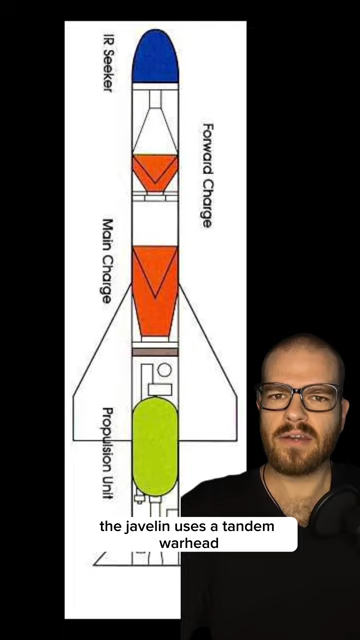 IR Seeker
Forward Charge
Main Charge
Propulsion Unit
the javelin uses a tandem
warhead